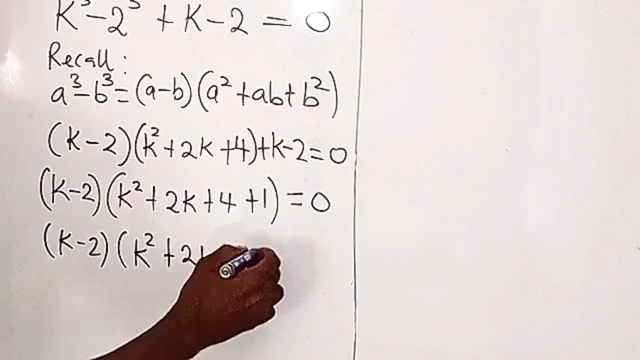 K³ - 2³ + K - 2 = 0
Recall:
a³ - b³ = (a - b)(a² + ab + b²)
(K - 2)(K² + 2K + 4) + K - 2 = 0
(K - 2)(K² + 2K + 4 + 1) = 0
(K - 2)(K² + 2